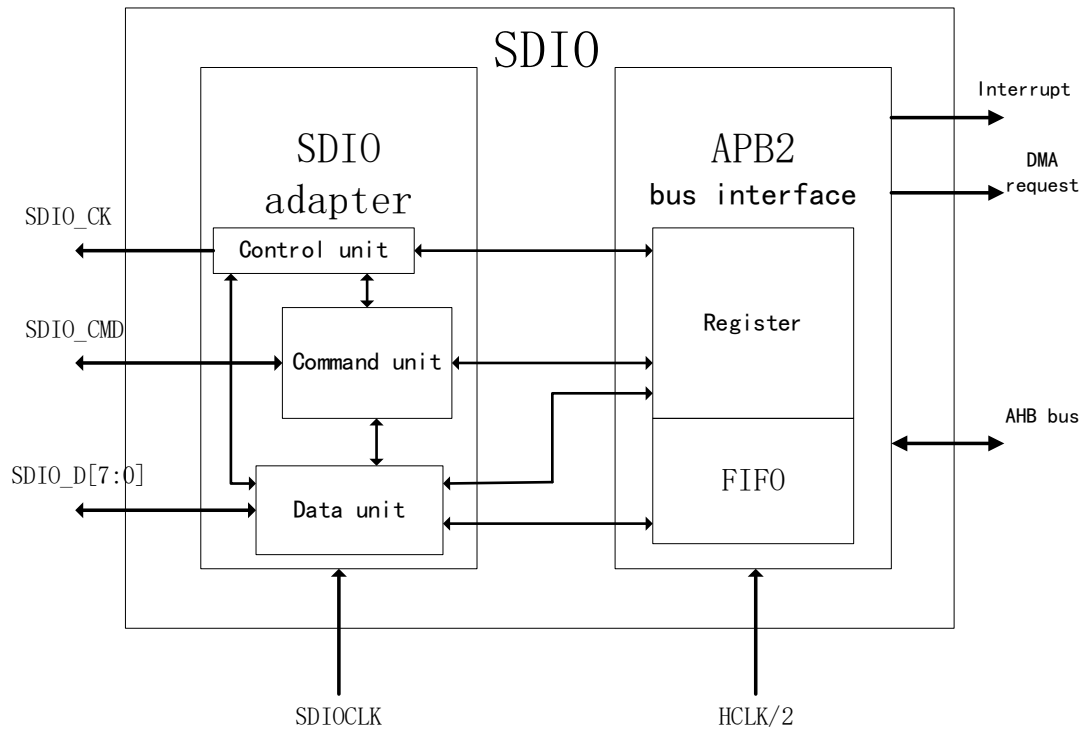 SDIO
Interrupt
SDIO
adapter
APB2
bus interface
DMA
request
SDIO_CK
Control unit
SDIO_CMD
Command unit
Register
AHB bus
SDIO_D[7:0]
Data unit
FIFO
SDIOCLK
HCLK/2